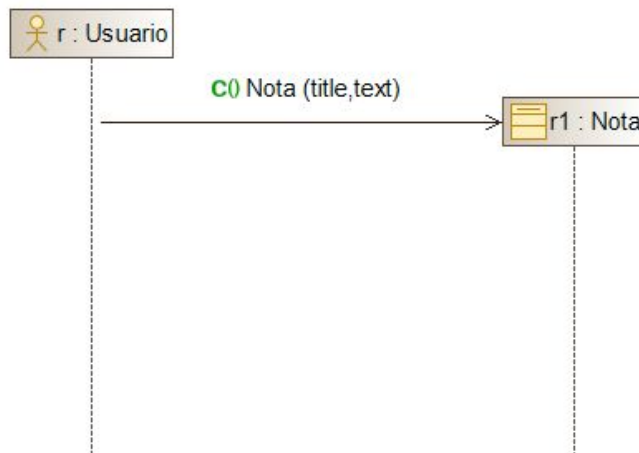 r : Usuario
C() Nota (title,text)
r1 : Nota